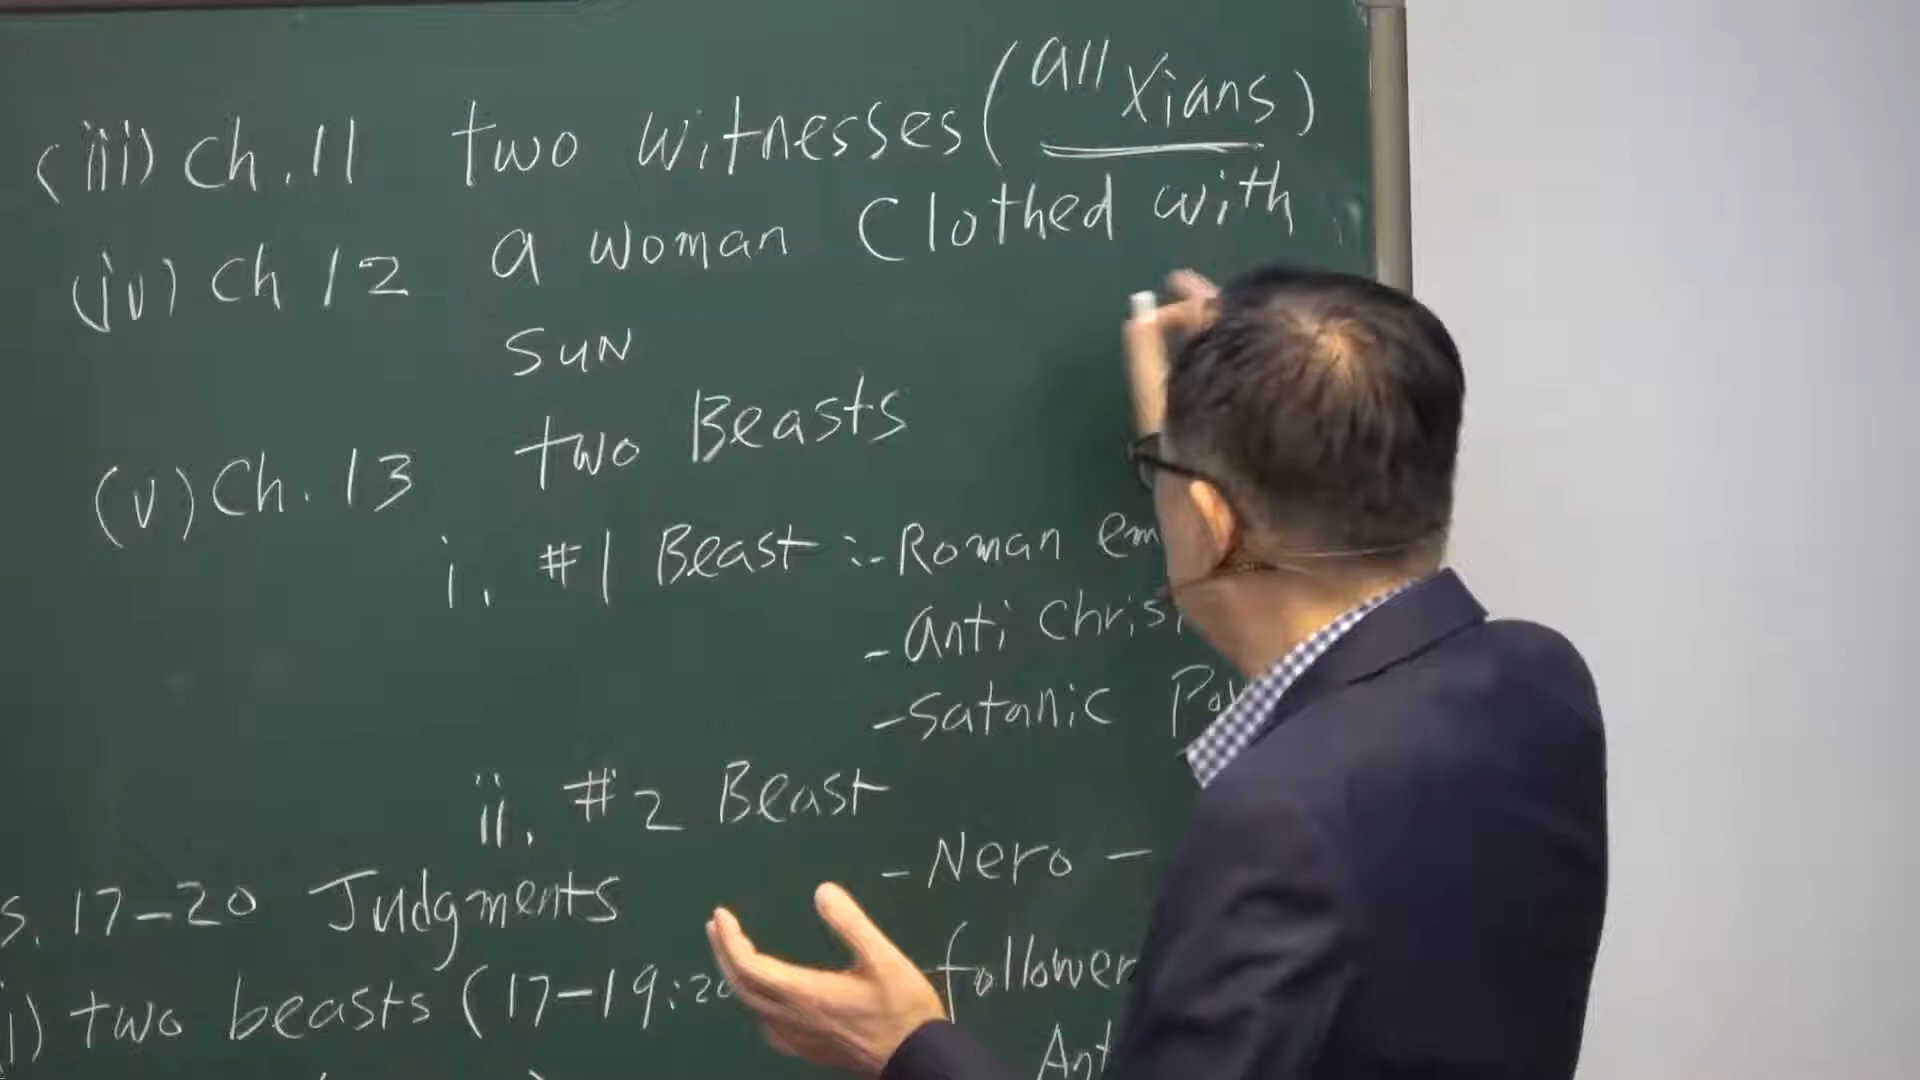 (iii) Ch. 11 two witnesses (all Xians)
(iv) Ch 12 a woman Clothed with
SUN
(v) Ch. 13 two Beasts
i. #1 Beast :- Roman em
- Anti Chris
- Satanic Pow
ii. #2 Beast
- Nero -
s. 17-20 Judgments
follower
i) two beasts (17-19:20
Ant